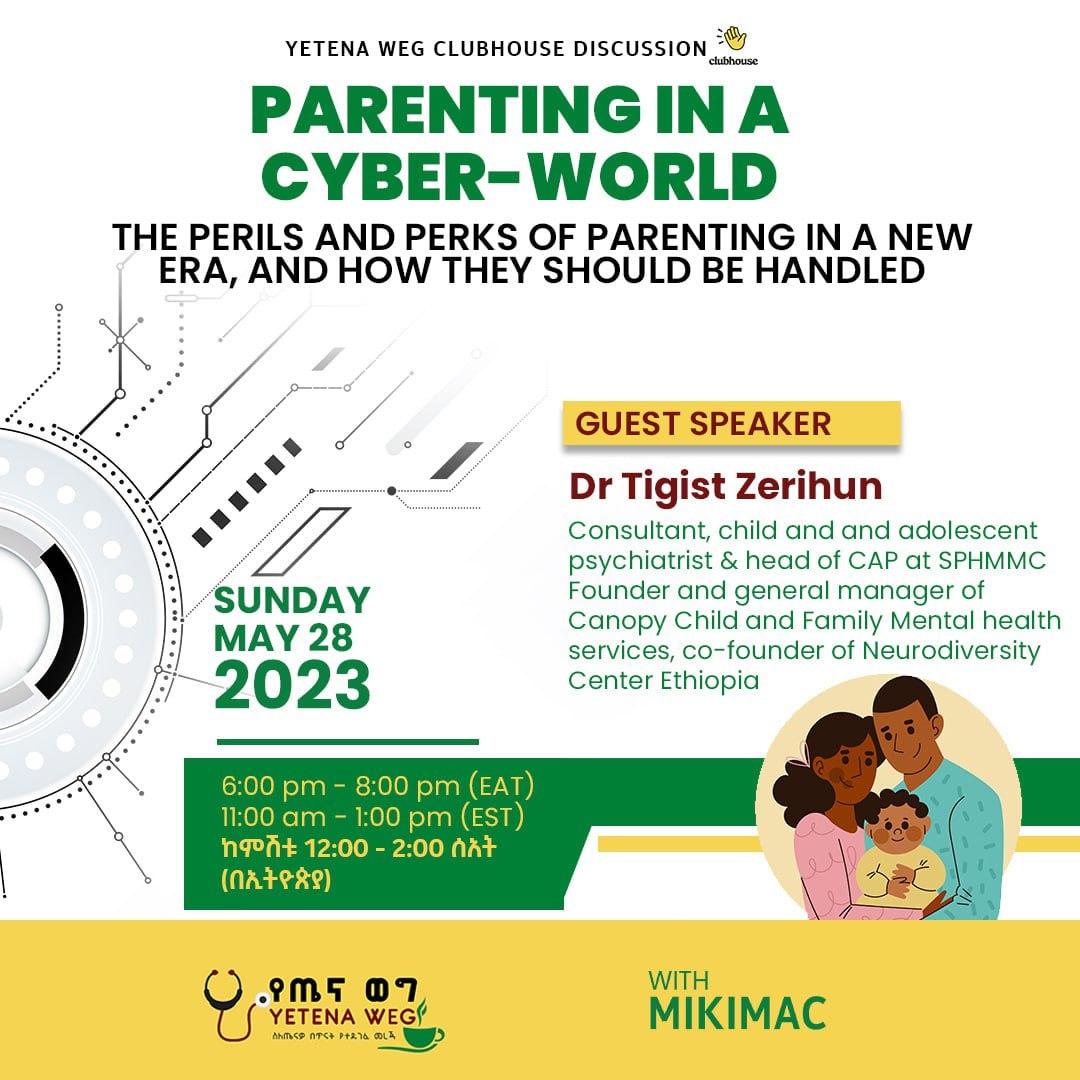 YETENA WEG CLUBHOUSE DISCUSSION
clubhouse
PARENTING IN A
CYBER-WORLD
THE PERILS AND PERKS OF PARENTING IN A NEW
ERA, AND HOW THEY SHOULD BE HANDLED
GUEST SPEAKER
Dr Tigist Zerihun
Consultant, child and and adolescent
psychiatrist & head of CAP at SPHMMC
Founder and general manager of
Canopy Child and Family Mental health
services, co-founder of Neurodiversity
Center Ethiopia
SUNDAY
MAY 28
2023
6:00 pm - 8:00 pm (EAT)
11:00 am - 1:00 pm (EST)
ከምሽቱ 12:00 - 2:00 ሰአት
(በኢትዮጵያ)
የጤና ወግ
YETENA WEG
ስለጤናዎ በጥናት የተደገፈ መረጃ
WITH
MIKIMAC